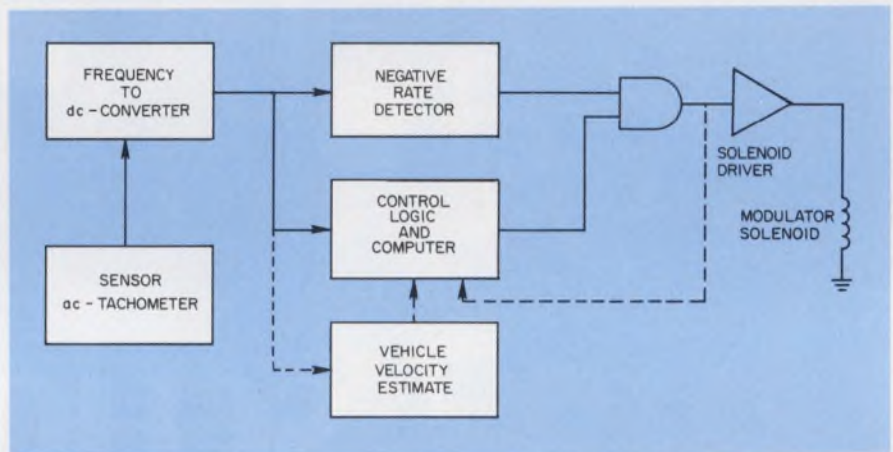 FREQUENCY
TO
dc - CONVERTER
NEGATIVE
RATE
DETECTOR
SOLENOID
DRIVER
CONTROL
LOGIC
AND
COMPUTER
MODULATOR
SOLENOID
SENSOR
ac - TACHOMETER
VEHICLE
VELOCITY
ESTIMATE